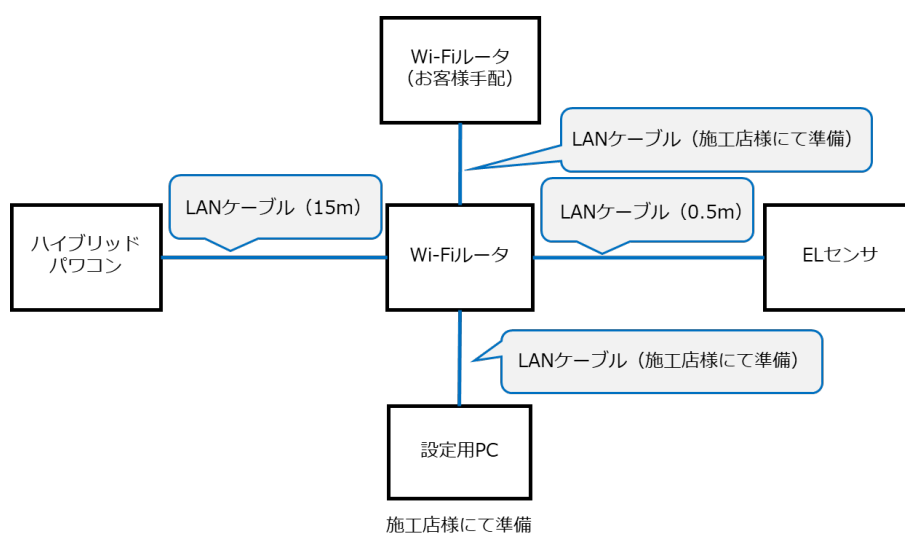 Wi-Fiルータ
（お客様手配）
LANケーブル（施工店様にて準備）
LANケーブル（15m）
LANケーブル（0.5m）
ハイブリッド
パワコン
Wi-Fiルータ
ELセンサ
LANケーブル（施工店様にて準備）
設定用PC
施工店様にて準備